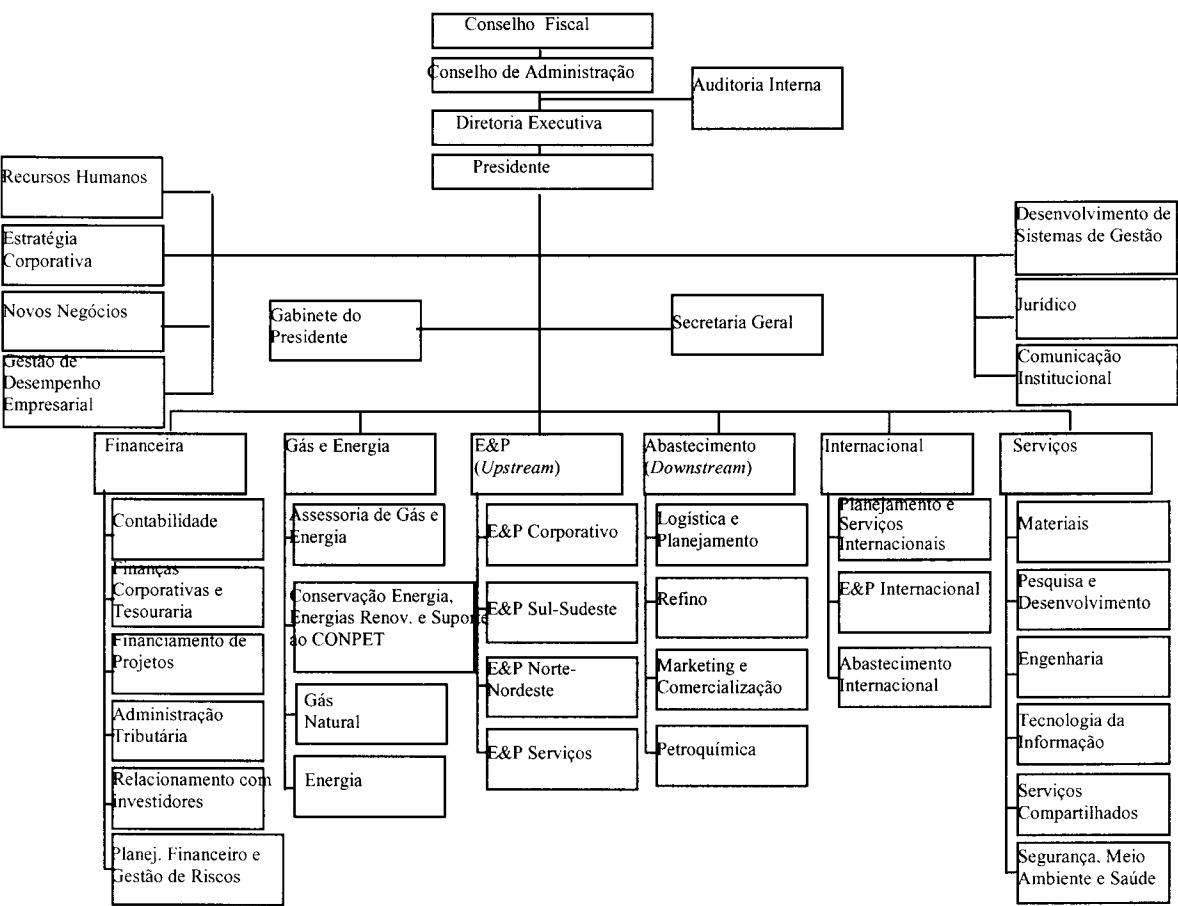 Conselho Fiscal
Conselho de Administração
Auditoria Interna
Diretoria Executiva
Presidente
Recursos Humanos
Estratégia
Corporativa
Novos Negócios
Gestão de
Desempenho
Empresarial
Desenvolvimento de
Sistemas de Gestão
Jurídico
Comunicação
Institucional
Gabinete do
Presidente
Secretaria Geral
Financeira
Contabilidade
Finanças
Corporativas e
Tesouraria
Financiamento de
Projetos
Administração
Tributária
Relacionamento com
investidores
Planej. Financeiro e
Gestão de Riscos
Gás e Energia
Assessoria de Gás e
Energia
Conservação Energia,
Energias Renov. e Suporte
ao CONPET
Gás
Natural
Energia
E&P
(Upstream)
E&P Corporativo
E&P Sul-Sudeste
E&P Norte-
Nordeste
E&P Serviços
Abastecimento
(Downstream)
Logística e
Planejamento
Refino
Marketing e
Comercialização
Petroquímica
Internacional
Planejamento e
Serviços
Internacionais
E&P Internacional
Abastecimento
Internacional
Serviços
Materiais
Pesquisa e
Desenvolvimento
Engenharia
Tecnologia da
Informação
Serviços
Compartilhados
Segurança, Meio
Ambiente e Saúde